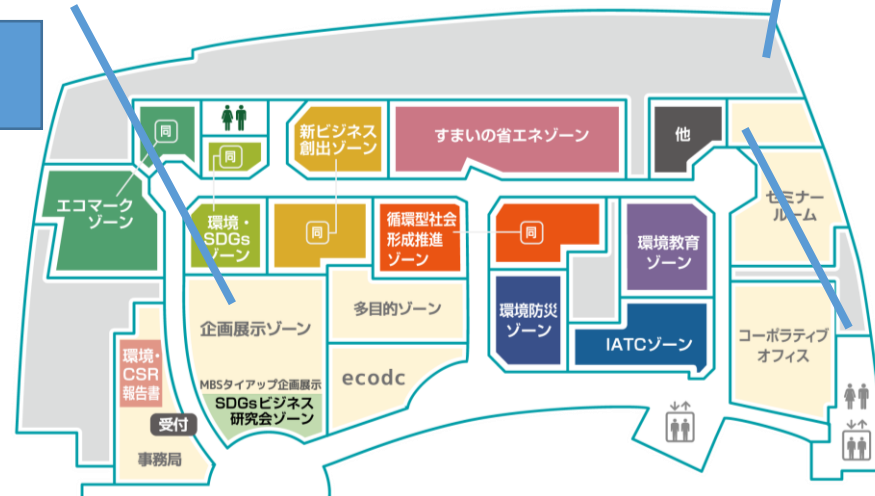 同
新ビジネス
創出ゾーン
すまいの省エネゾーン
他
同
エコマーク
ゾーン
環境・
SDGs
ゾーン
同
循環型社会
形成推進
ゾーン
同
環境教育
ゾーン
セミナー
ルーム
企画展示ゾーン
多目的ゾーン
環境防災
ゾーン
IATCゾーン
コーポラティブ
オフィス
環境・
CSR
報告書
MBSタイアップ企画展示
SDGsビジネス
研究会ゾーン
ecodc
受付
事務局